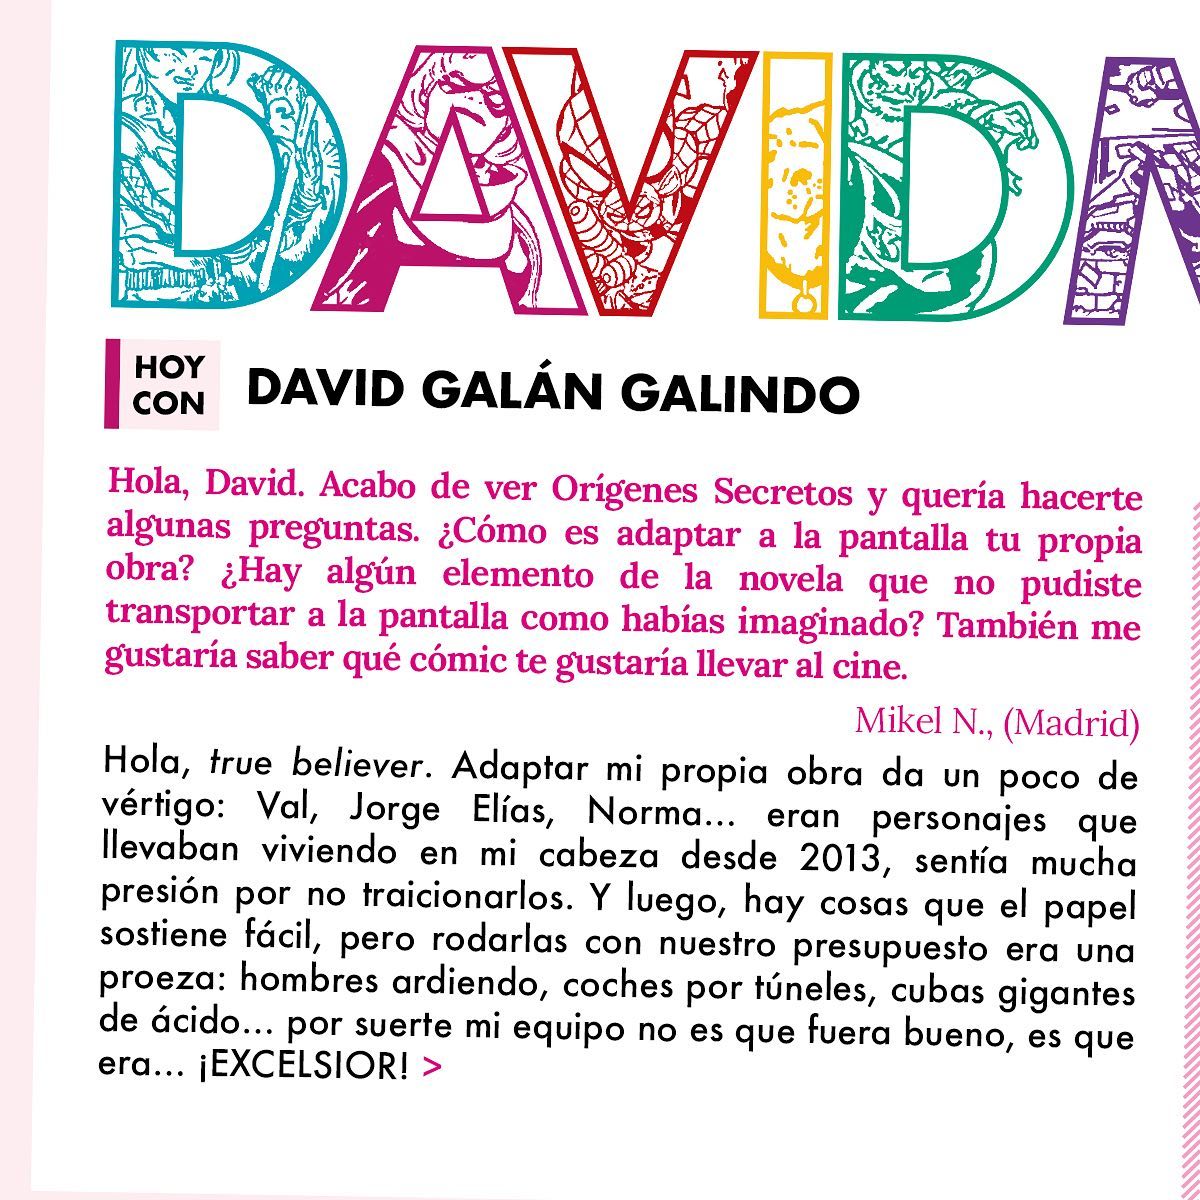 DAVIDA
HOY
CON
DAVID GALÁN GALINDO
Hola, David. Acabo de ver Orígenes Secretos y quería hacerte
algunas preguntas. ¿Cómo es adaptar a la pantalla tu propia
obra? ¿Hay algún elemento de la novela que no pudiste
transportar a la pantalla como habías imaginado? También me
gustaría saber qué cómic te gustaría llevar al cine.
Mikel N., (Madrid)
Hola, true believer. Adaptar mi propia obra da un poco de
vértigo: Val, Jorge Elías, Norma... eran personajes que
llevaban viviendo en mi cabeza desde 2013, sentía mucha
presión por no traicionarlos. Y luego, hay cosas que el papel
sostiene fácil, pero rodarlas con nuestro presupuesto era una
proeza: hombres ardiendo, coches por túneles, cubas gigantes
de ácido... por suerte mi equipo no es que fuera bueno, es que
era... ¡EXCELSIOR! >